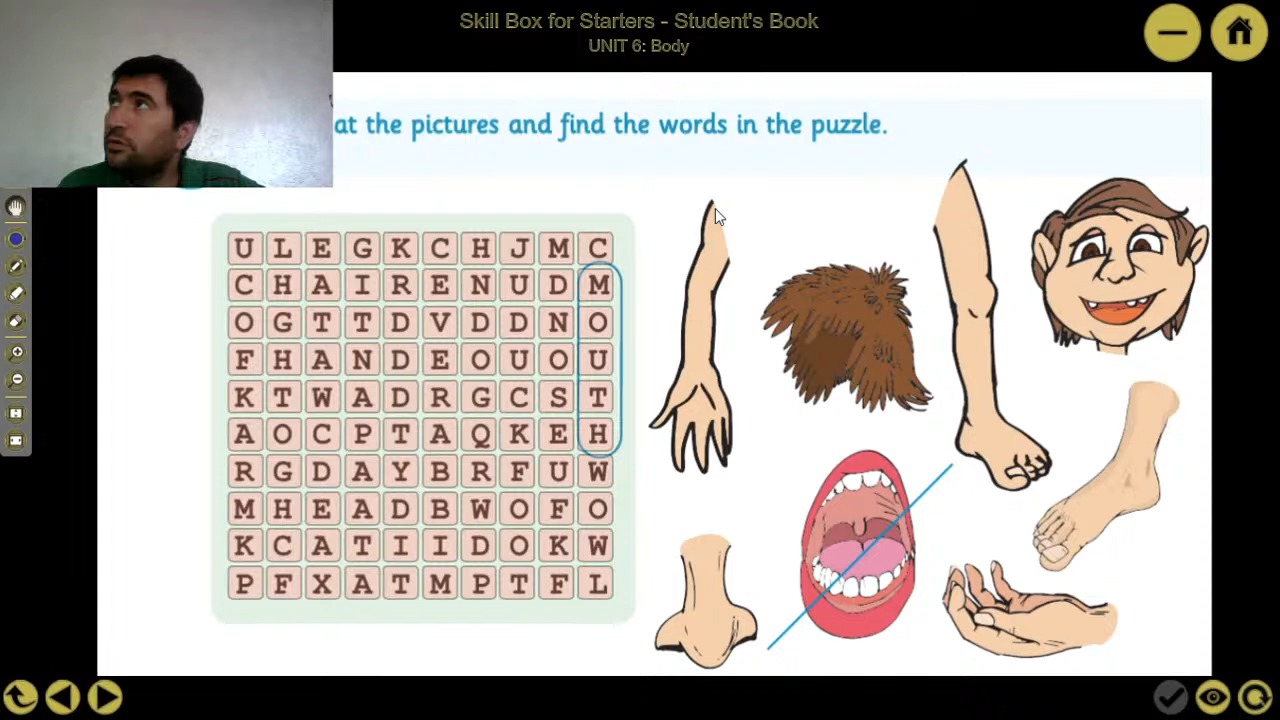 Skill Box for Starters - Student's Book
UNIT 6: Body
at the pictures and find the words in the puzzle.
U L E G K C H J M C
C H A I R E N U D M
O G T T D V D D N O
F H A N D E O U O U
K T W A D R G C S T
A O C P T A Q K E H
R G D A Y B R F U W
M H E A D B W O F O
K C A T I I D O K W
P F X A T M P T F L